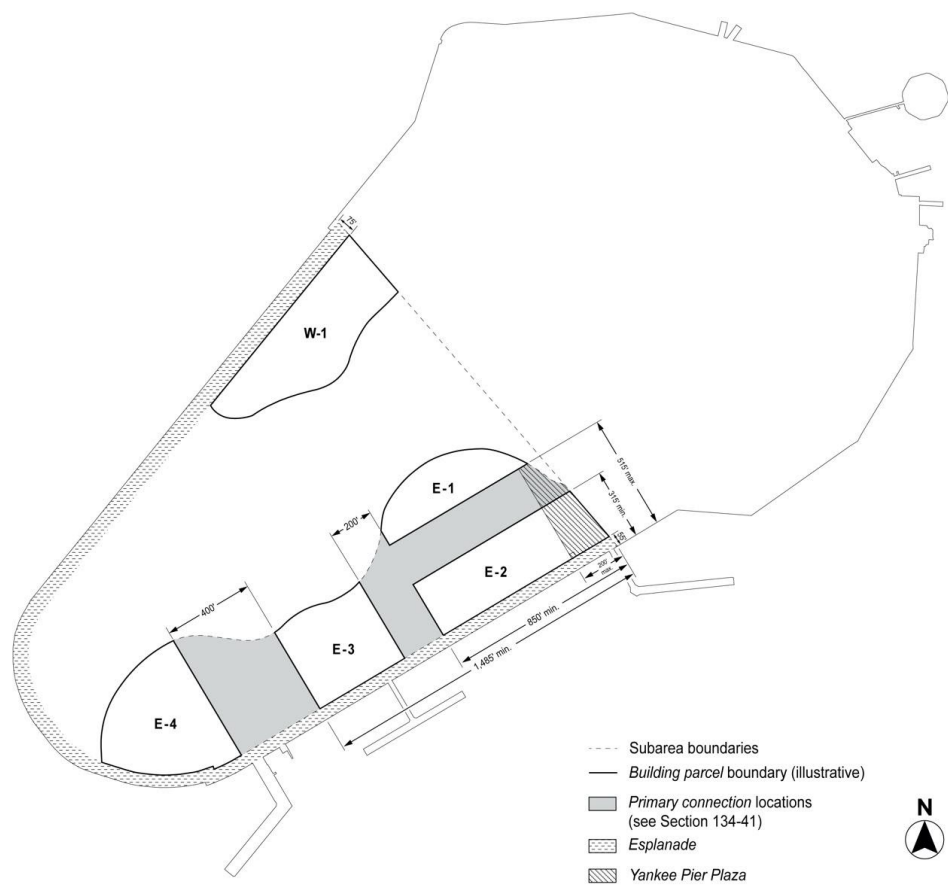 75'
W-1
515' max.
E-1
315' min.
200'
55'
E-2
200'
max.
400'
850' min.
E-3
1,485' min.
E-4
Subarea boundaries
Building parcel boundary (illustrative)
Primary connection locations
(see Section 134-41)
Esplanade
Yankee Pier Plaza
N